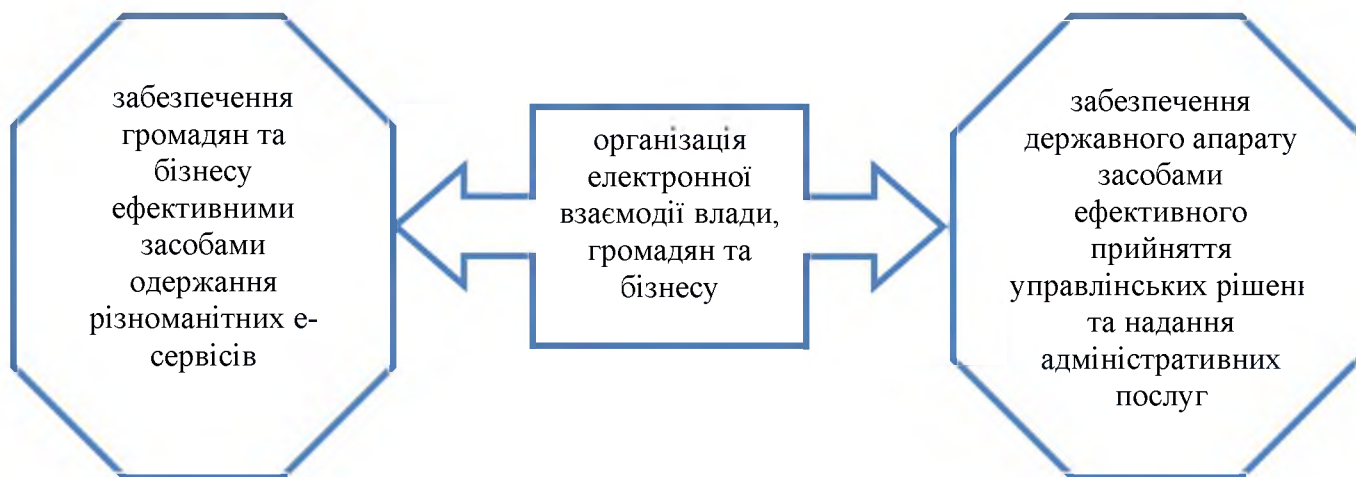 забезпечення
громадян та
бізнесу
ефективними
засобами
одержання
різноманітних е-
сервісів
організація
електронної
взаємодії влади,
громадян та
бізнесу
забезпечення
державного апарату
засобами
ефективного
прийняття
управлінських рішень
та надання
адміністративних
послуг